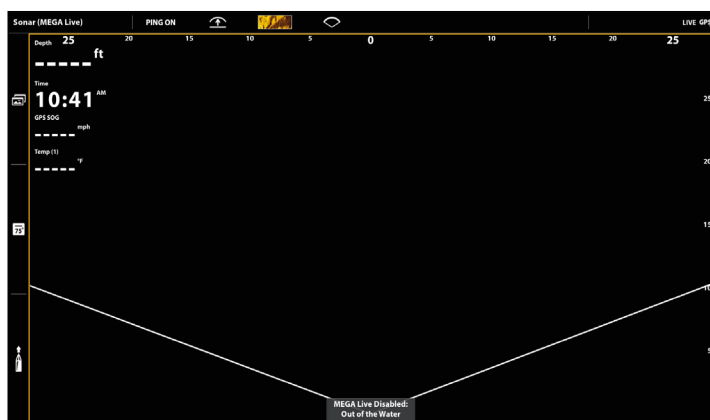 Sonar (MEGA Live) PING ON LIVE GPS
25 20 15 10 5 0 5 10 15 20 25
Depth
----- ft
Time
10:41 AM
GPS SOG
----- mph
Temp (1)
----- °F
25
20
15
75°
10
5
MEGA Live Disabled:
Out of the Water